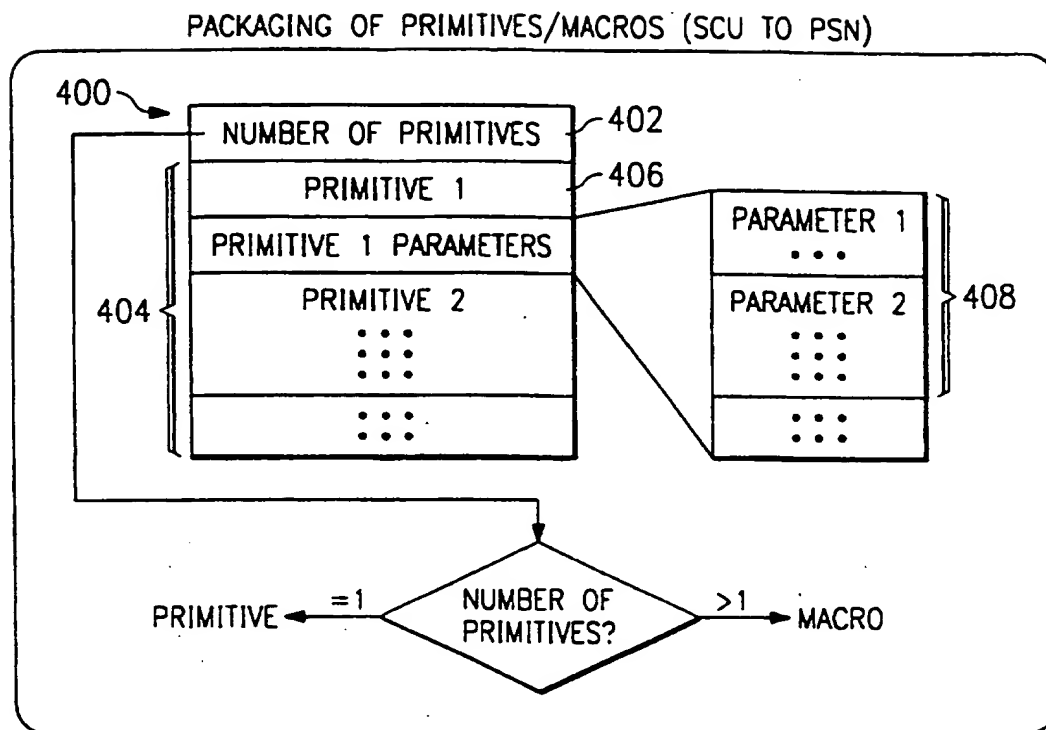 PACKAGING OF PRIMITIVES/MACROS (SCU TO PSN)
400
NUMBER OF PRIMITIVES
402
PRIMITIVE 1
406
PRIMITIVE 1 PARAMETERS
PRIMITIVE 2
404
PARAMETER 1
PARAMETER 2
408
NUMBER OF
PRIMITIVES?
=1
PRIMITIVE
>1
MACRO